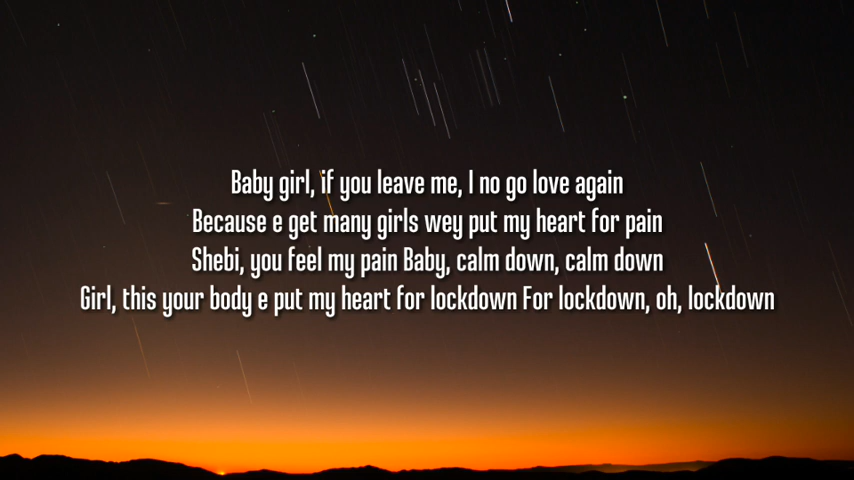 Baby girl, if you leave me, I no go love again
Because e get many girls wey put my heart for pain
Shebi, you feel my pain Baby, calm down, calm down
Girl, this your body e put my heart for lockdown For lockdown, oh, lockdown